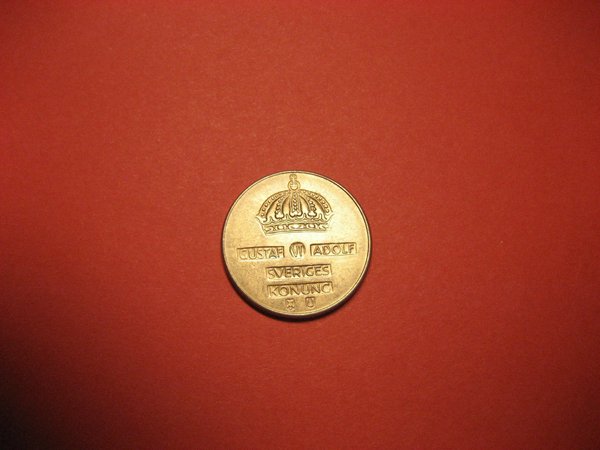 GUSTAF VI ADOLF
SVERIGES
KONUNG
U